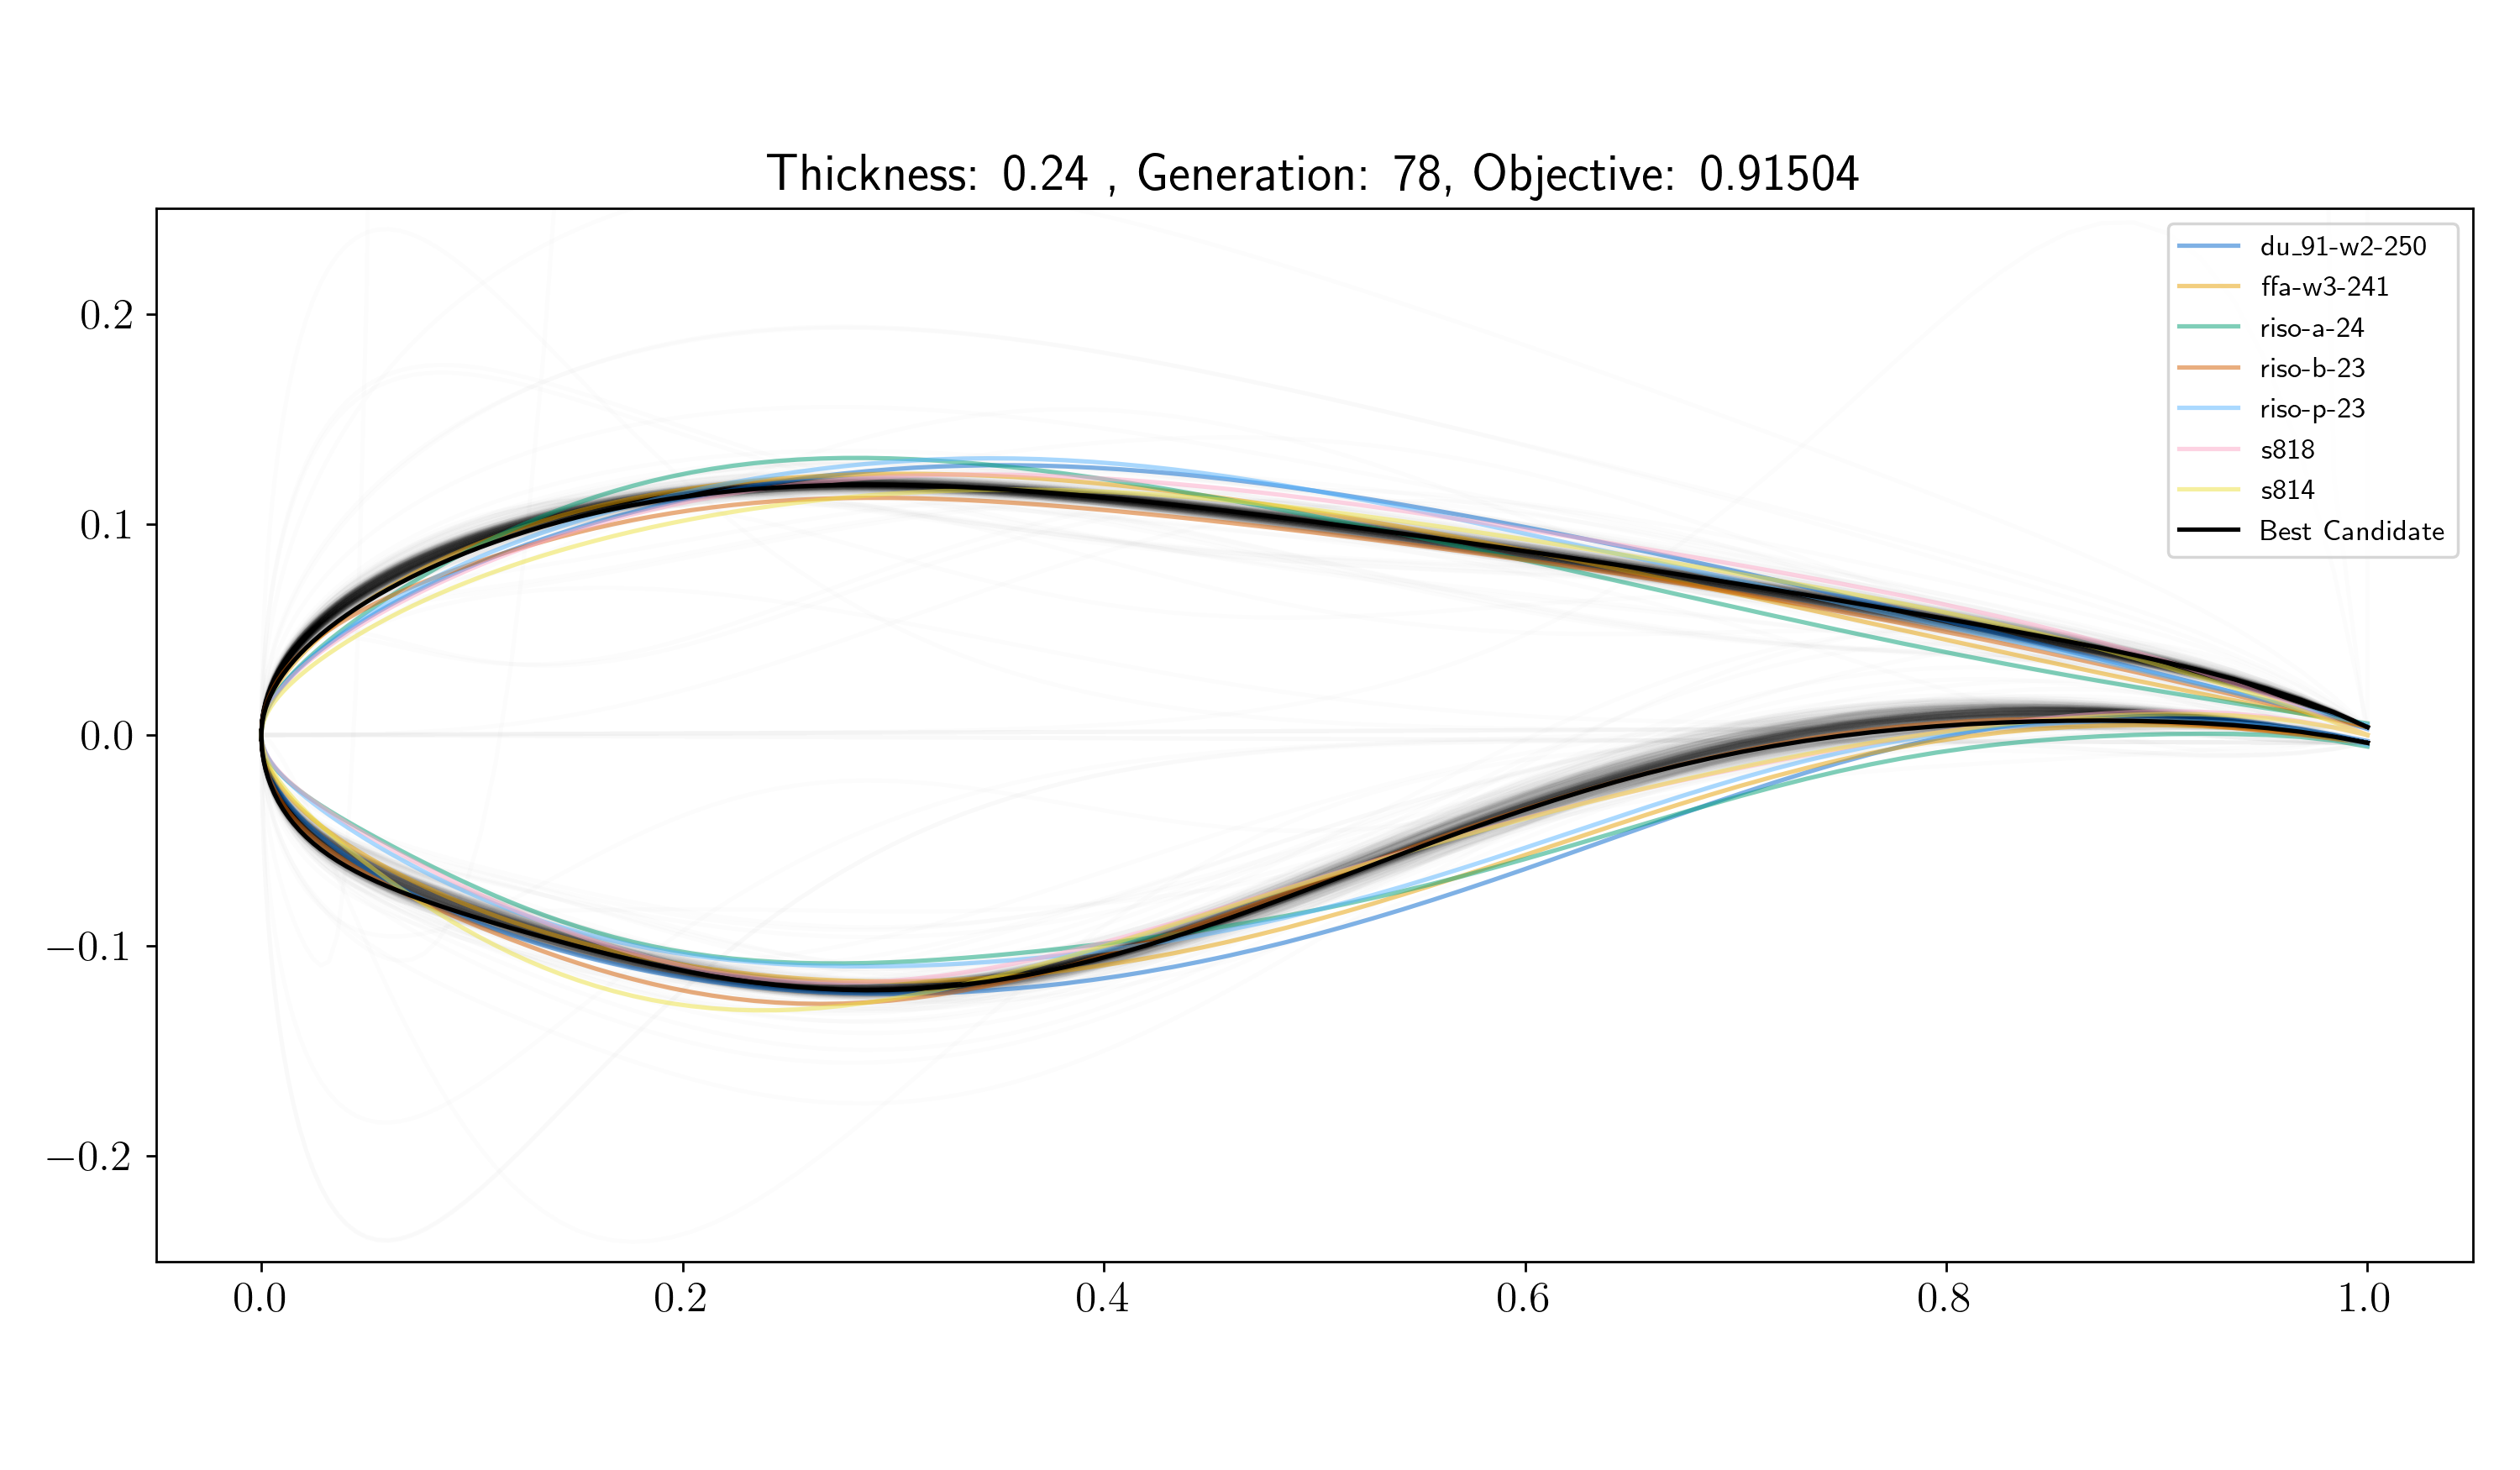 Thickness: 0.24 , Generation: 78, Objective: 0.91504
du_91-w2-250
ffa-w3-241
riso-a-24
riso-b-23
riso-p-23
s818
s814
Best Candidate
0.2
0.1
0.0
−0.1
−0.2
0.0 0.2 0.4 0.6 0.8 1.0